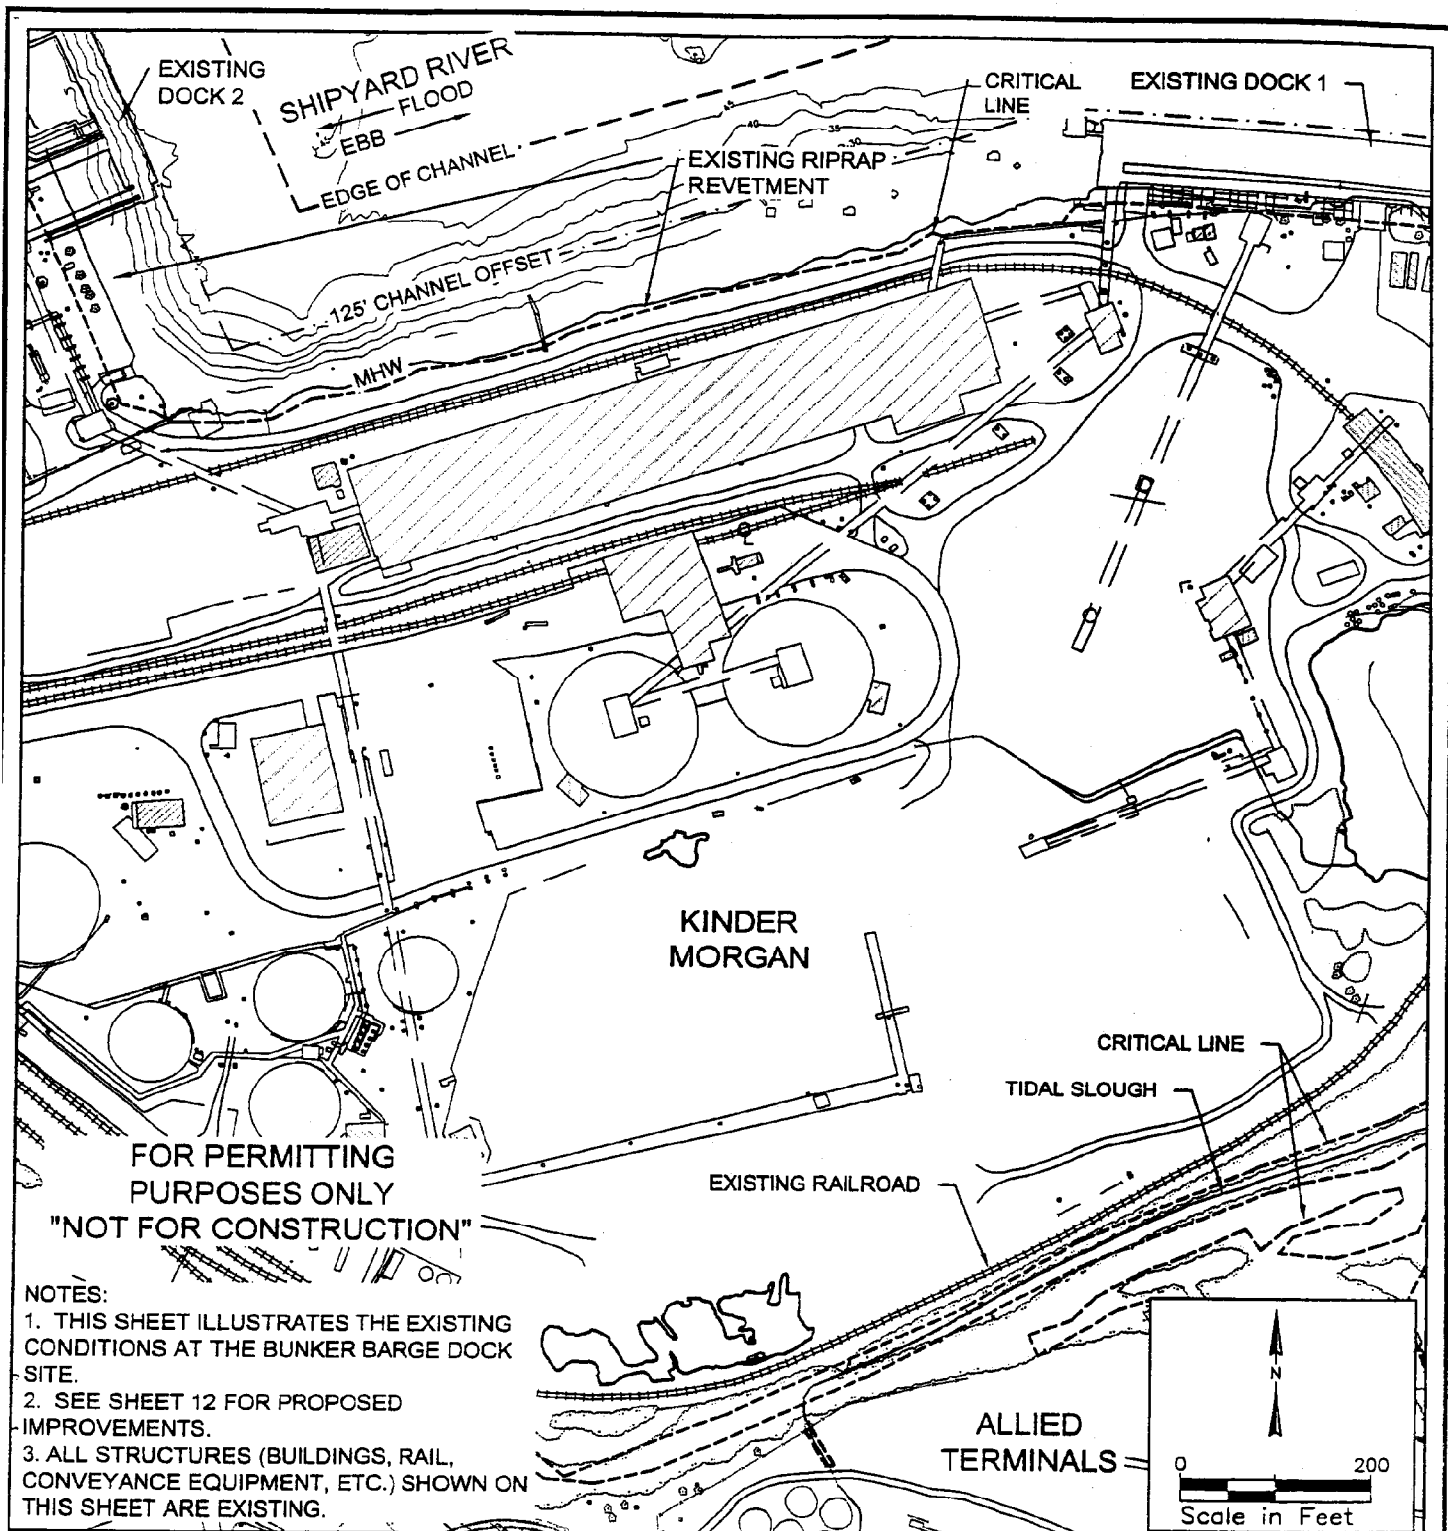 EXISTING
DOCK 2
SHIPYARD RIVER
FLOOD
EBB
EDGE OF CHANNEL
45
40
35
30
CRITICAL
LINE
EXISTING DOCK 1
EXISTING RIPRAP
REVETMENT
125' CHANNEL OFFSET
MHW
KINDER
MORGAN
CRITICAL LINE
TIDAL SLOUGH
EXISTING RAILROAD
FOR PERMITTING
PURPOSES ONLY
"NOT FOR CONSTRUCTION"
NOTES:
1. THIS SHEET ILLUSTRATES THE EXISTING
CONDITIONS AT THE BUNKER BARGE DOCK
SITE.
2. SEE SHEET 12 FOR PROPOSED
IMPROVEMENTS.
3. ALL STRUCTURES (BUILDINGS, RAIL,
CONVEYANCE EQUIPMENT, ETC.) SHOWN ON
THIS SHEET ARE EXISTING.
ALLIED
TERMINALS
N
0 200
Scale in Feet